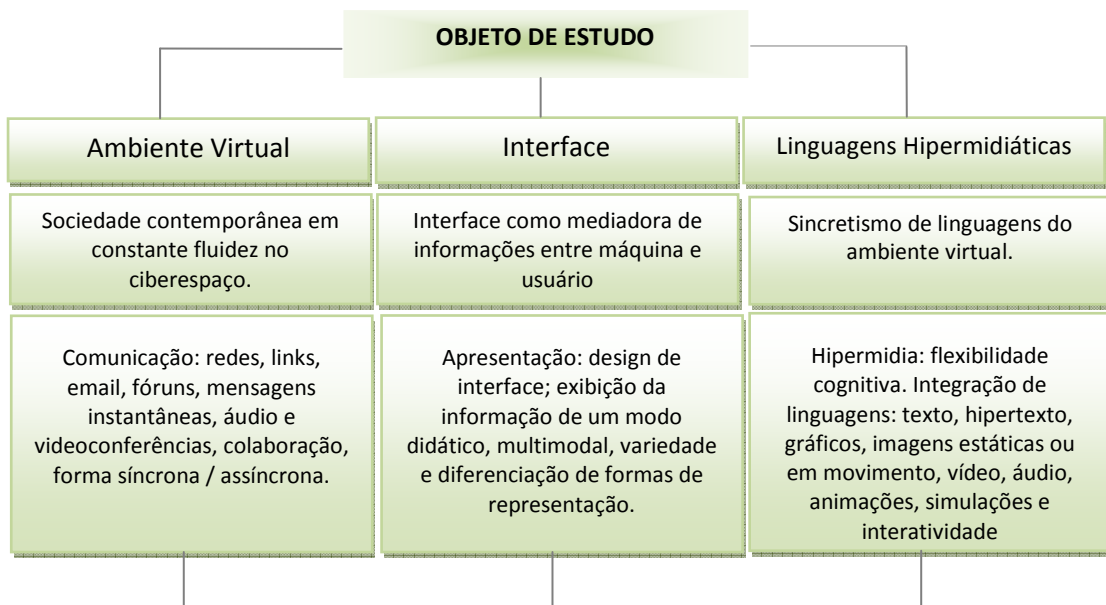 OBJETO DE ESTUDO
Ambiente Virtual
Sociedade contemporânea em
constante fluidez no
ciberespaço.
Comunicação: redes, links,
email, fóruns, mensagens
instantâneas, áudio e
videoconferências, colaboração,
forma síncrona / assíncrona.
Interface
Interface como mediadora de
informações entre máquina e
usuário
Apresentação: design de
interface; exibição da
informação de um modo
didático, multimodal, variedade
e diferenciação de formas de
representação.
Linguagens Hipermidiáticas
Sincretismo de linguagens do
ambiente virtual.
Hipermidia: flexibilidade
cognitiva. Integração de
linguagens: texto, hipertexto,
gráficos, imagens estáticas ou
em movimento, vídeo, áudio,
animações, simulações e
interatividade